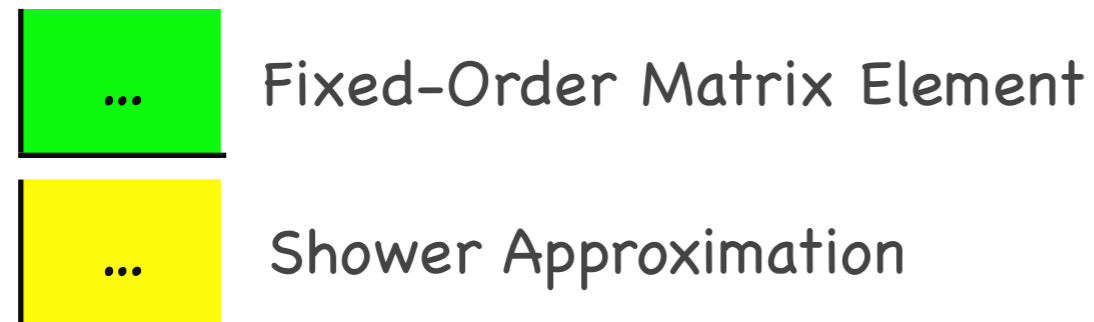 ... Fixed-Order Matrix Element
... Shower Approximation